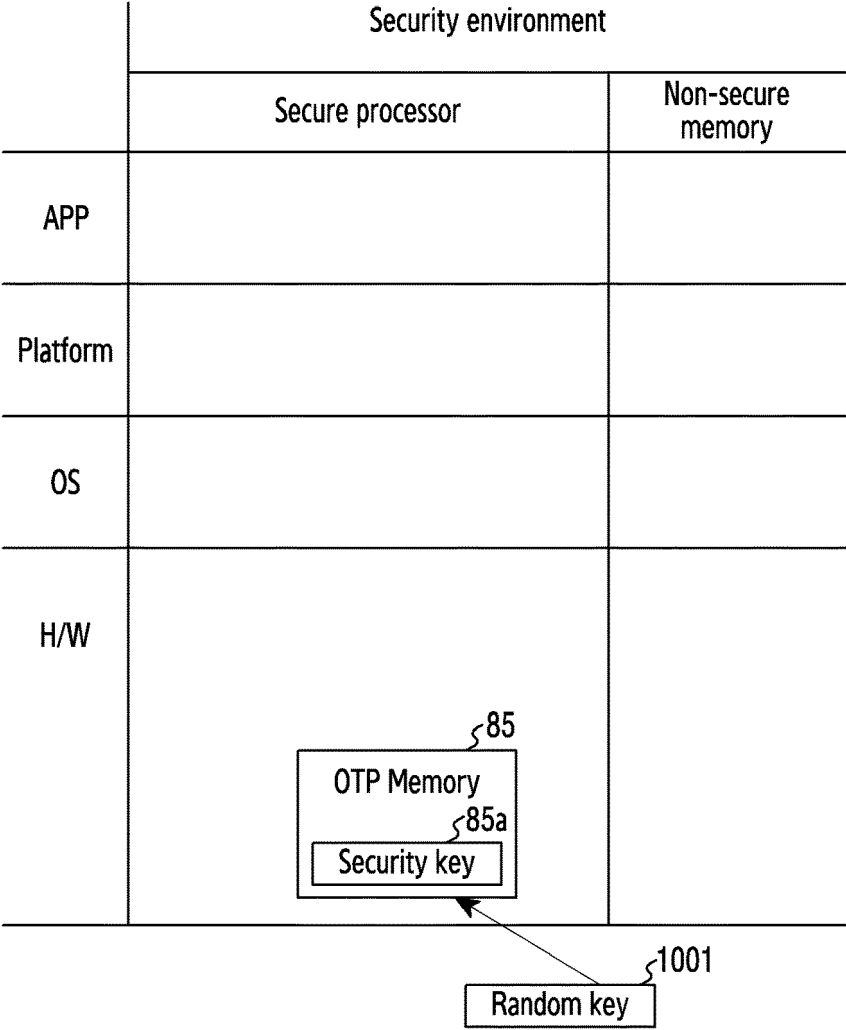 Security environment
Secure processor
Non-secure
memory
APP
Platform
OS
H/W
85
OTP Memory
85a
Security key
1001
Random key